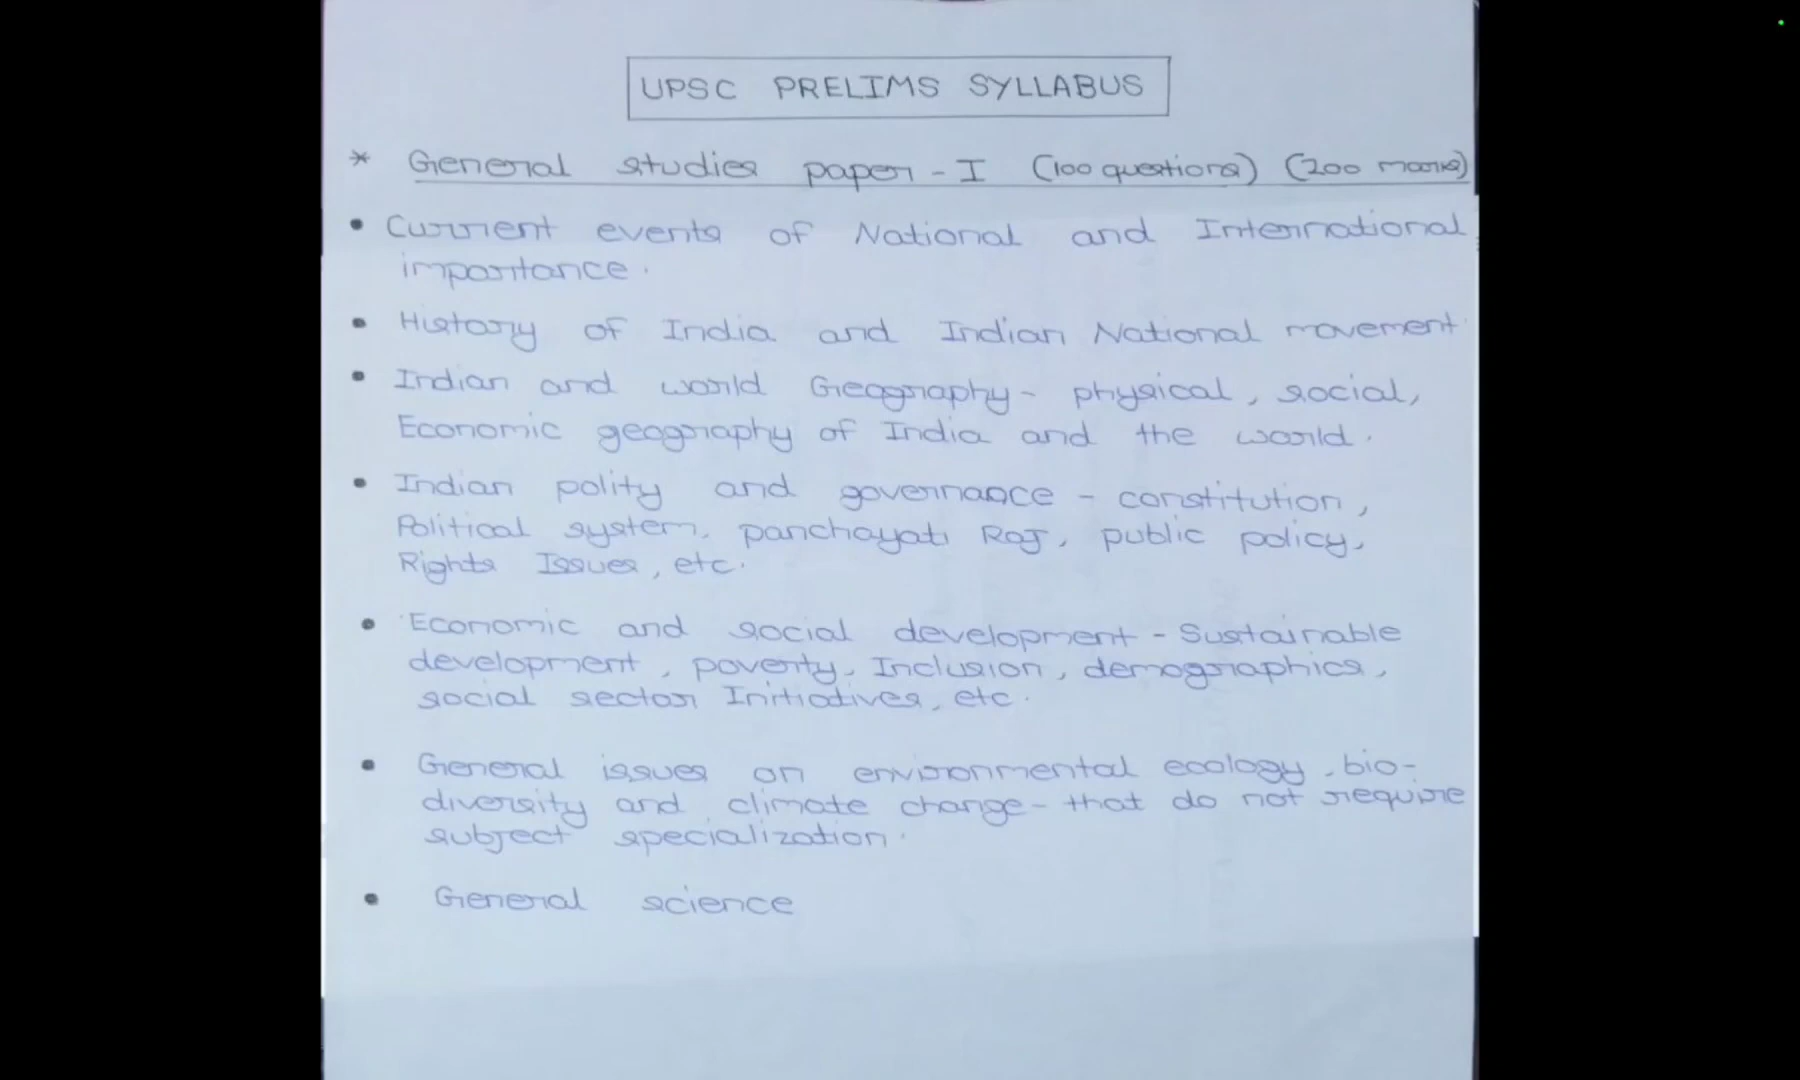 UPSC PRELIMS SYLLABUS
* General studies paper - I (100 questions) (200 marks)
• Current events of National and International
importance.
• History of India and Indian National movement
• Indian and world Geography - physical, social,
Economic geography of India and the world.
• Indian polity and governance - constitution,
Political system, panchayati Raj, public policy,
Rights Issues, etc.
• Economic and social development - Sustainable
development, poverty, Inclusion, demographics,
social sector Initiatives, etc.
• General issues on environmental ecology, bio-
diversity and climate change - that do not require
subject specialization.
• General science